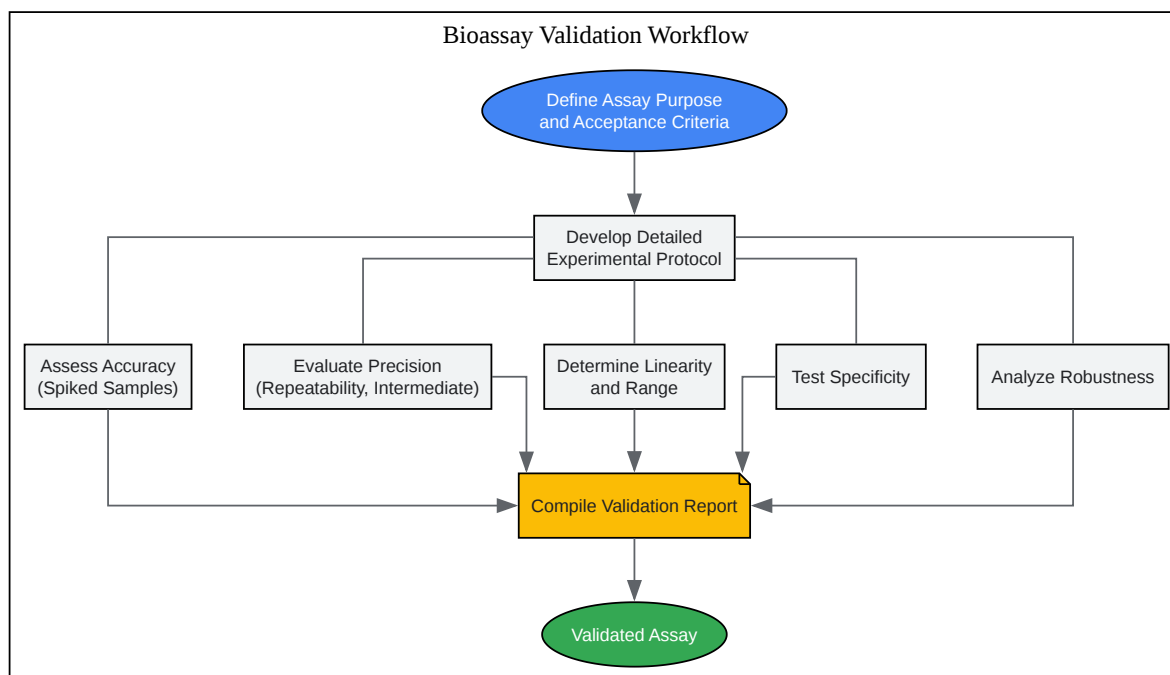 Bioassay Validation Workflow
Define Assay Purpose
and Acceptance Criteria
Develop Detailed
Experimental Protocol
Assess Accuracy
(Spiked Samples)
Evaluate Precision
(Repeatability, Intermediate)
Determine Linearity
and Range
Test Specificity
Analyze Robustness
Compile Validation Report
Validated Assay